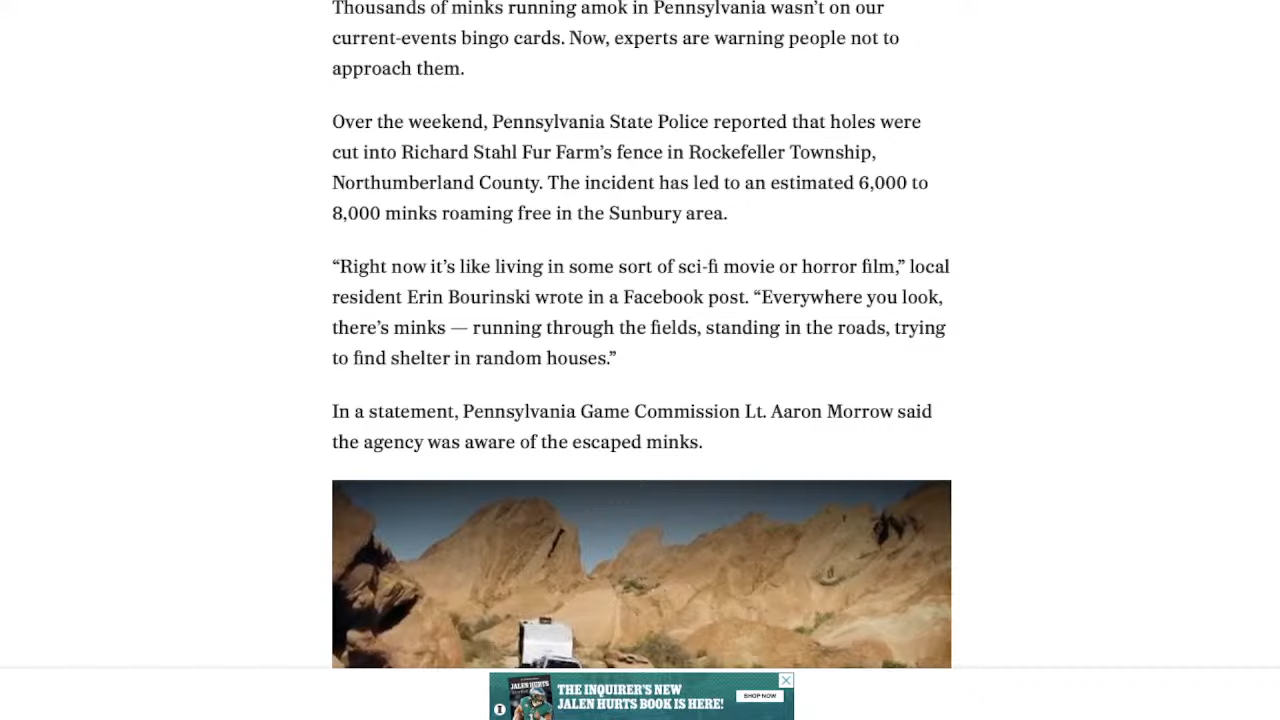 Thousands of minks running amok in Pennsylvania wasn’t on our
current-events bingo cards. Now, experts are warning people not to
approach them.
Over the weekend, Pennsylvania State Police reported that holes were
cut into Richard Stahl Fur Farm’s fence in Rockefeller Township,
Northumberland County. The incident has led to an estimated 6,000 to
8,000 minks roaming free in the Sunbury area.
“Right now it’s like living in some sort of sci-fi movie or horror film,” local
resident Erin Bourinski wrote in a Facebook post. “Everywhere you look,
there’s minks — running through the fields, standing in the roads, trying
to find shelter in random houses.”
In a statement, Pennsylvania Game Commission Lt. Aaron Morrow said
the agency was aware of the escaped minks.
JALEN HURTS
THE INQUIRER'S NEW
JALEN HURTS BOOK IS HERE!
SHOP NOW